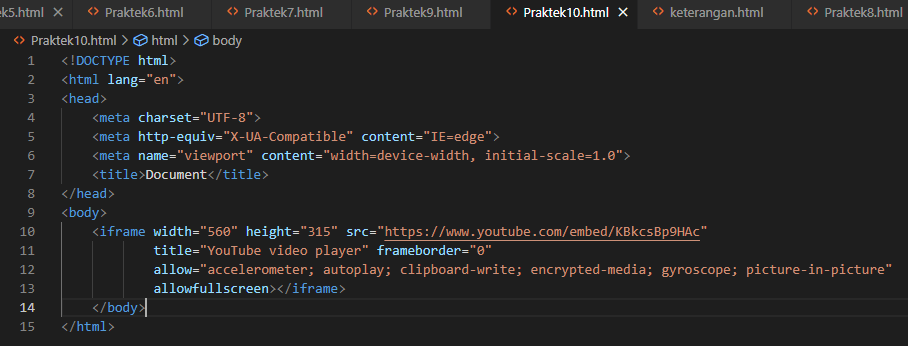 k5.html Praktek6.html Praktek7.html Praktek9.html Praktek10.html keterangan.html Praktek8.html
Praktek10.html > html > body
1 <!DOCTYPE html>
2 <html lang="en">
3 <head>
4 <meta charset="UTF-8">
5 <meta http-equiv="X-UA-Compatible" content="IE=edge">
6 <meta name="viewport" content="width=device-width, initial-scale=1.0">
7 <title>Document</title>
8 </head>
9 <body>
10 <iframe width="560" height="315" src="https://www.youtube.com/embed/KBkcsBp9HAc"
11 title="YouTube video player" frameborder="0"
12 allow="accelerometer; autoplay; clipboard-write; encrypted-media; gyroscope; picture-in-picture"
13 allowfullscreen></iframe>
14 </body>
15 </html>